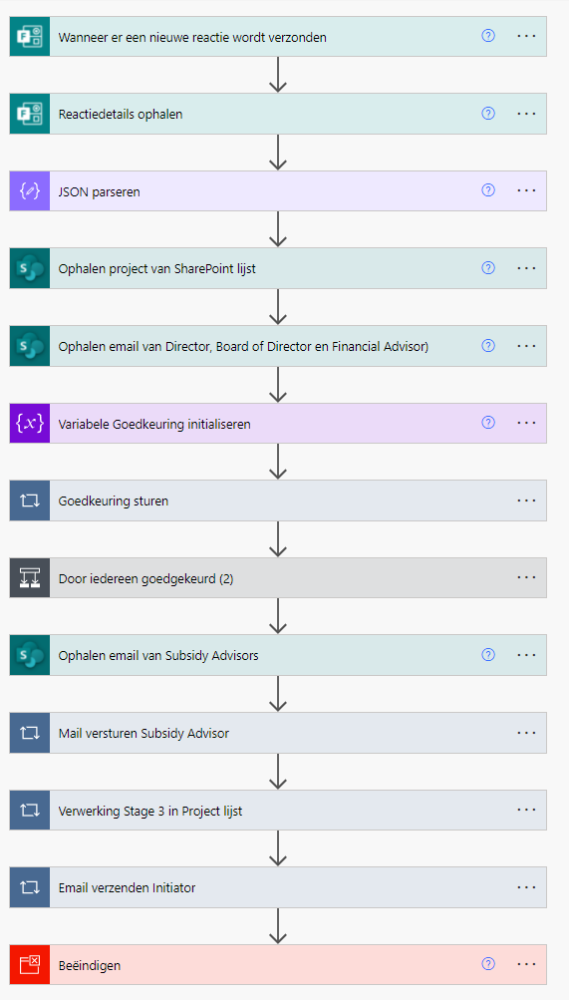 Wanneer er een nieuwe reactie wordt verzonden
Reactiedetails ophalen
JSON parseren
Ophalen project van SharePoint lijst
Ophalen email van Director, Board of Director en Financial Advisor)
Variabele Goedkeuring initialiseren
Goedkeuring sturen
Door iedereen goedgekeurd (2)
Ophalen email van Subsidy Advisors
Mail versturen Subsidy Advisor
Verwerking Stage 3 in Project lijst
Email verzenden Initiator
Beëindigen